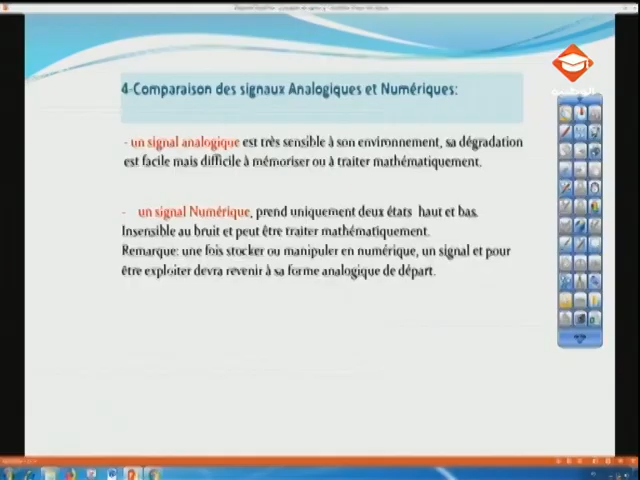 4-Comparaison des signaux Analogiques et Numériques:
- un signal analogique est très sensible à son environnement, sa dégradation
est facile mais difficile à mémoriser ou à traiter mathématiquement.
- un signal Numérique, prend uniquement deux états haut et bas.
Insensible au bruit et peut être traiter mathématiquement.
Remarque: une fois stocker ou manipuler en numérique, un signal et pour
être exploiter devra revenir à sa forme analogique de départ.